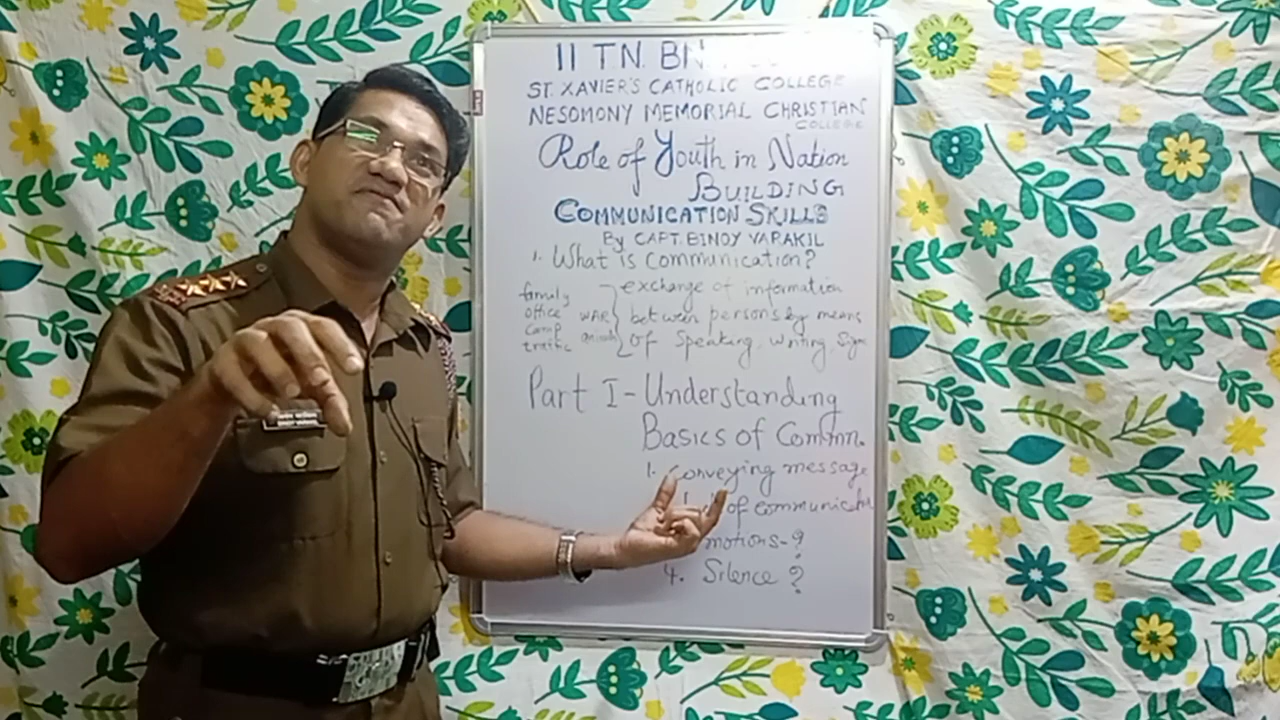 11 TN. BN
ST. XAVIER'S CATHOLIC COLLEGE
NESOMONY MEMORIAL CHRISTIAN
COLLEGE
Role of Youth in Nation
BUILDING
COMMUNICATION SKILLS
By CAPT. BINOY VARAKIL
1. What is communication?
family
office
camp
traffic
WAR
animals
exchange of information
between persons by means
of speaking, writing, sign
Part I - Understanding
Basics of Commn.
1. Conveying message
of communicatn
motions-?
4. Silence ?